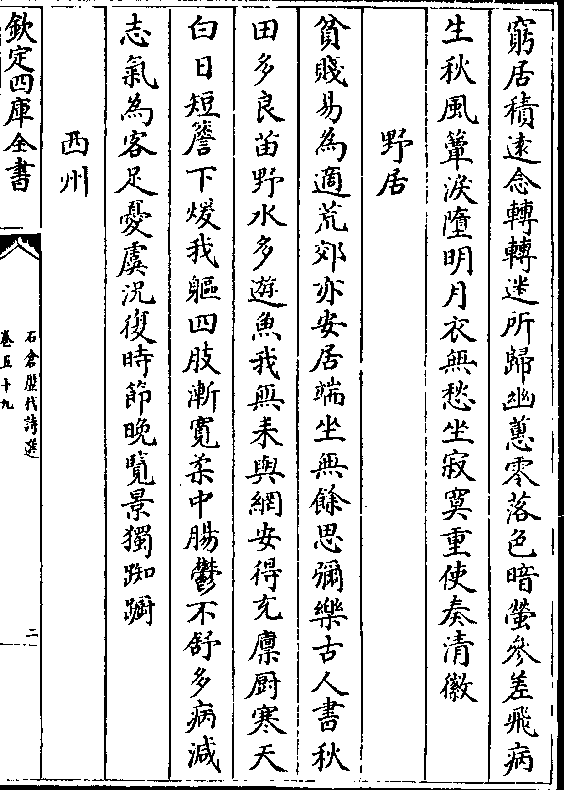 窮居積遠念轉轉迷所歸幽蕙零落色暗螢參差飛病
生秋風簟淚墮明月衣無愁坐寂寞重使奏清徽
野居
貧賤易為適荒郊亦安居端坐無餘思彌樂古人書秋
田多良苗野水多遊魚我無耒與網安得充廪厨寒天
白日短簷下煖我軀四肢漸寛柔中腸鬱不舒多病減
志氣為客足憂虞況復時節晚覽景獨踟蹰
西州
欽定四庫全書
石倉歷代詩選
卷五十九
二